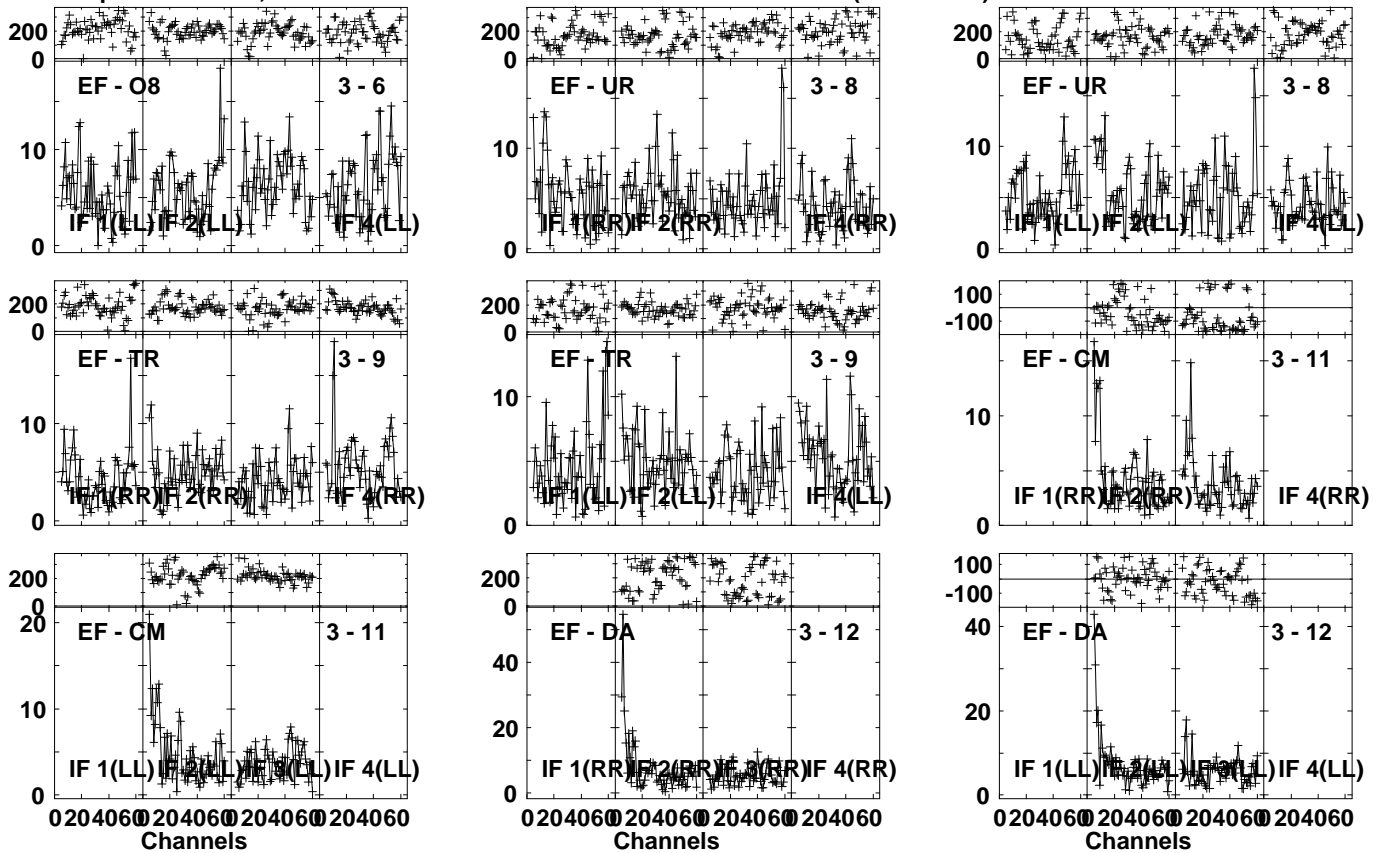 200 200 200
0 0 0
EF - O8 3 - 6 EF - UR 3 - 8 EF - UR 3 - 8
10 10 10
IF 1(LL) IF 2(LL) IF 4(LL) IF 1(RR) IF 2(RR) IF 4(RR) IF 1(LL) IF 2(LL) IF 4(LL)
0 0 0
200 200 100
0 0 -100
EF - TR 3 - 9 EF - TR 3 - 9 EF - CM 3 - 11
10 10 10
IF 1(RR) IF 2(RR) IF 4(RR) IF 1(LL) IF 2(LL) IF 4(LL) IF 1(RR) IF 2(RR) IF 4(RR)
0 0 0
200 200 100
0 0 -100
EF - CM 3 - 11 EF - DA 3 - 12 EF - DA 3 - 12
20 40 40
10 20 20
IF 1(LL) IF 2(LL) IF 3(LL) IF 4(LL) IF 1(RR) IF 2(RR) IF 3(RR) IF 4(RR) IF 1(LL) IF 2(LL) IF 3(LL) IF 4(LL)
0 0 0
0 20 40 60 0 20 40 60 0 20 40 60 0 20 40 60 0 20 40 60 0 20 40 60 0 20 40 60 0 20 40 60 0 20 40 60 0 20 40 60 0 20 40 60 0 20 40 60
Channels Channels Channels